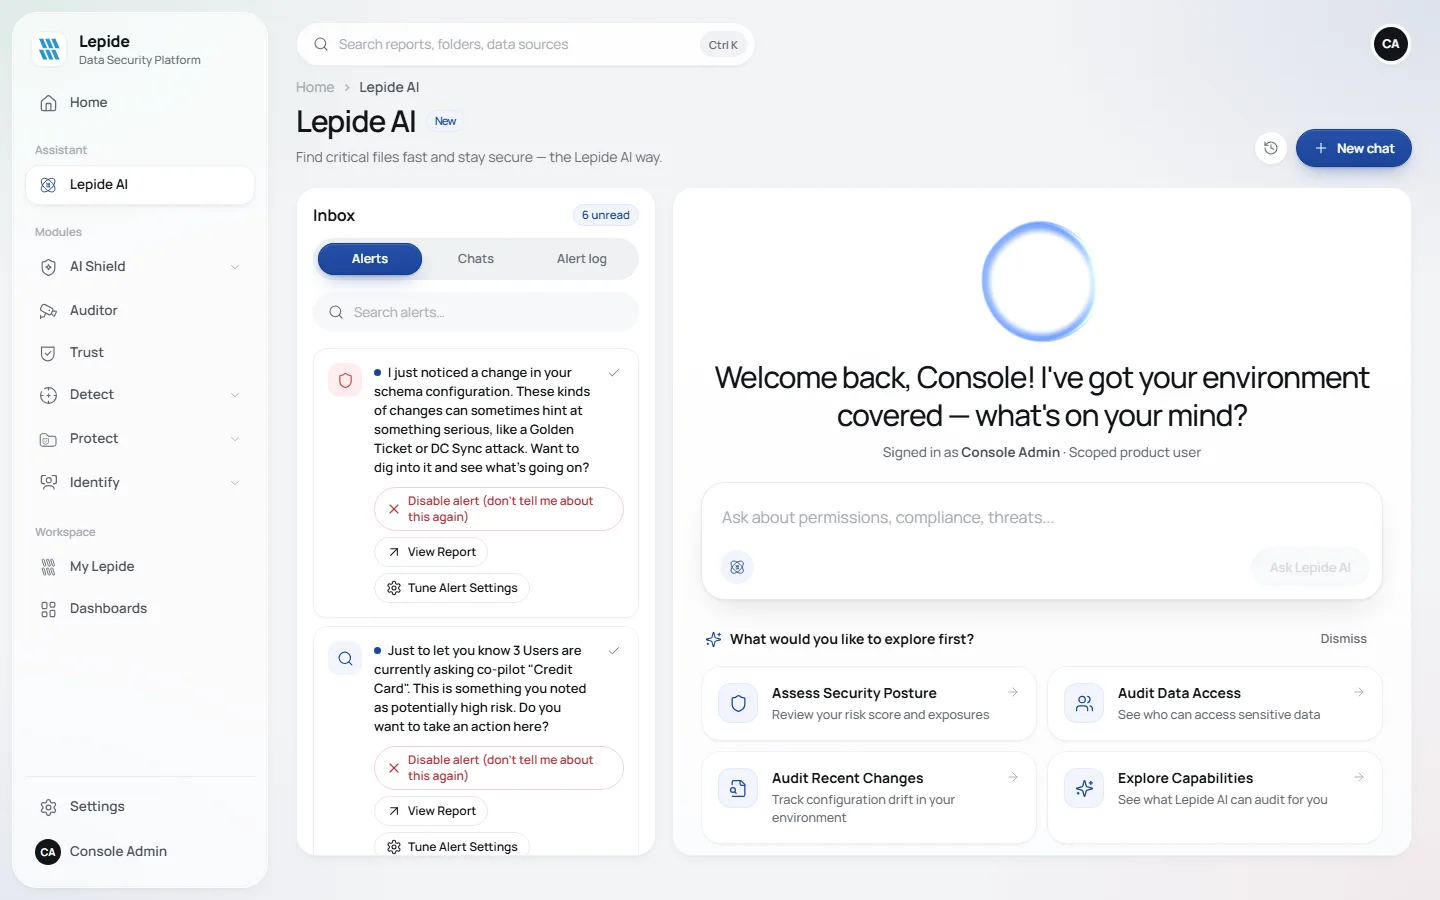 Lepide
Data Security Platform
Home
Assistant
Lepide AI
Modules
AI Shield
Auditor
Trust
Detect
Protect
Identify
Workspace
My Lepide
Dashboards
Settings
CA
Console Admin
Search reports, folders, data sources
Ctrl K
CA
Home > Lepide AI
Lepide AI
New
Find critical files fast and stay secure — the Lepide AI way.
New chat
Inbox
6 unread
Alerts
Chats
Alert log
Search alerts...
I just noticed a change in your
schema configuration. These kinds
of changes can sometimes hint at
something serious, like a Golden
Ticket or DC Sync attack. Want to
dig into it and see what's going on?
Disable alert (don't tell me about
this again)
View Report
Tune Alert Settings
Just to let you know 3 Users are
currently asking co-pilot "Credit
Card". This is something you noted
as potentially high risk. Do you
want to take an action here?
Disable alert (don't tell me about
this again)
View Report
Tune Alert Settings
Welcome back, Console! I've got your environment
covered — what's on your mind?
Signed in as Console Admin · Scoped product user
Ask about permissions, compliance, threats...
Ask Lepide AI
What would you like to explore first?
Dismiss
Assess Security Posture
Review your risk score and exposures
Audit Data Access
See who can access sensitive data
Audit Recent Changes
Track configuration drift in your
environment
Explore Capabilities
See what Lepide AI can audit for you